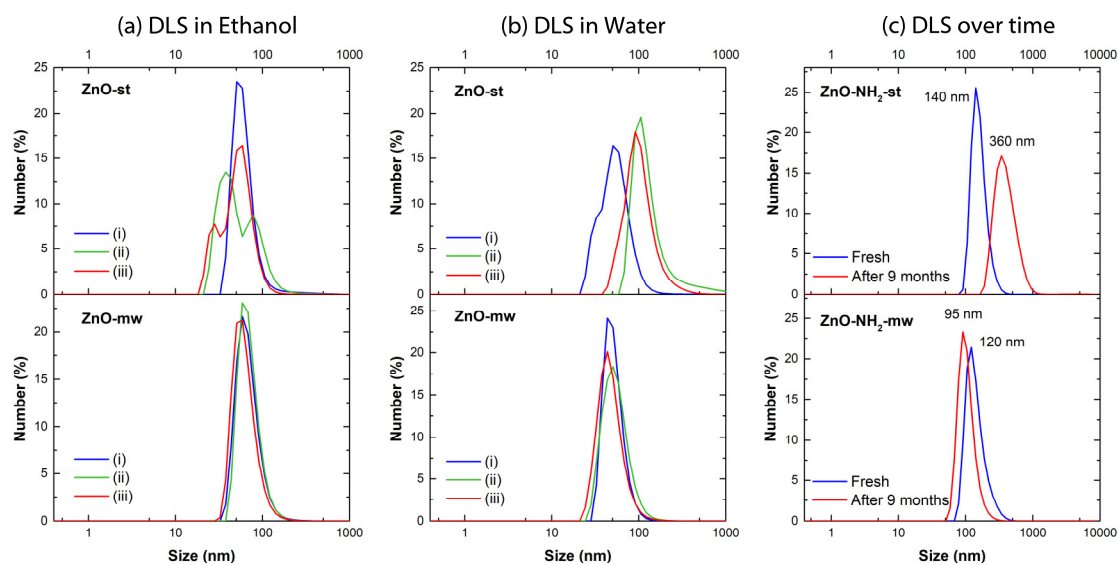 (a) DLS in Ethanol
(b) DLS in Water
(c) DLS over time
1 10 100 1000
1 10 100 1000
1 10 100 1000 10000
25
20
15
10
5
0
Number (%)
ZnO-st
(i)
(ii)
(iii)
20
15
10
5
0
Number (%)
ZnO-mw
(i)
(ii)
(iii)
1 10 100 1000
Size (nm)
25
20
15
10
5
0
Number (%)
ZnO-st
(i)
(ii)
(iii)
25
20
15
10
5
0
Number (%)
ZnO-mw
(i)
(ii)
(iii)
1 10 100 1000
Size (nm)
25
20
15
10
5
0
Number (%)
ZnO-NH₂-st
140 nm
360 nm
Fresh
After 9 months
25
20
15
10
5
0
Number (%)
ZnO-NH₂-mw
95 nm
120 nm
Fresh
After 9 months
1 10 100 1000 10000
Size (nm)